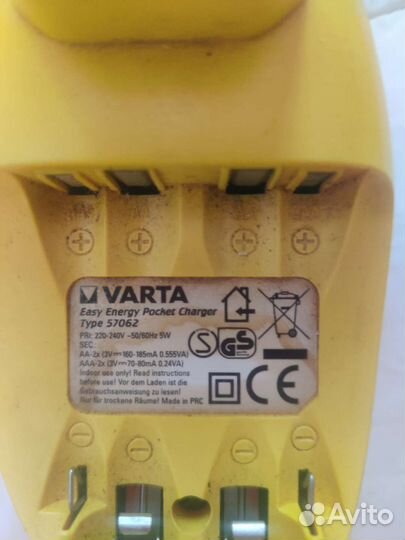 VARTA
Easy Energy Pocket Charger
Type 57062
PRI: 220-240V ~50/60Hz 5W
SEC:
AA-2x (3V⎓160-185mA 0.555VA)
AAA-2x (3V⎓70-80mA 0.24VA)
Indoor use only! Read instructions
before use! Vor dem Laden ist die
Gebrauchsanweisung zu lesen!
Nur für trockene Räume! Made in PRC
S GS
CE
Avito